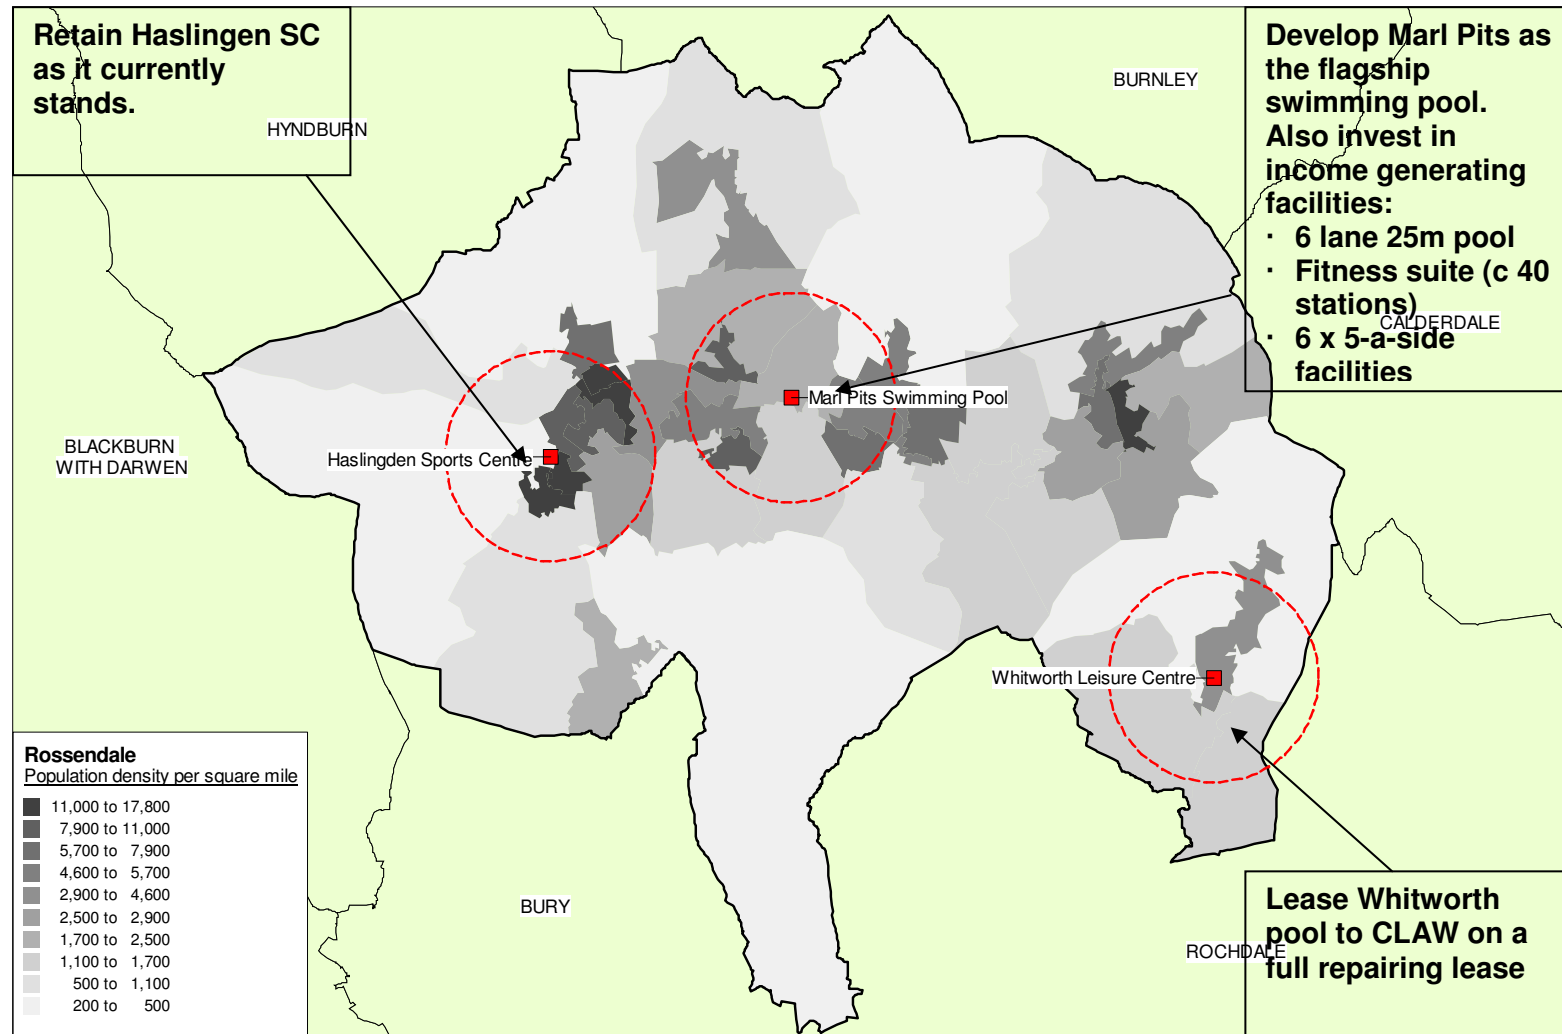 Retain Haslingen SC
as it currently
stands.
HYNDBURN
BURNLEY
Develop Marl Pits as
the flagship
swimming pool.
Also invest in
income generating
facilities:
· 6 lane 25m pool
· Fitness suite (c 40
stations)
· 6 x 5-a-side
facilities
CALDERDALE
Marl Pits Swimming Pool
BLACKBURN
WITH DARWEN
Haslingden Sports Centre
Whitworth Leisure Centre
Rossendale
Population density per square mile
11,000 to 17,800
7,900 to 11,000
5,700 to 7,900
4,600 to 5,700
2,900 to 4,600
2,500 to 2,900
1,700 to 2,500
1,100 to 1,700
500 to 1,100
200 to 500
BURY
ROCHDALE
Lease Whitworth
pool to CLAW on a
full repairing lease